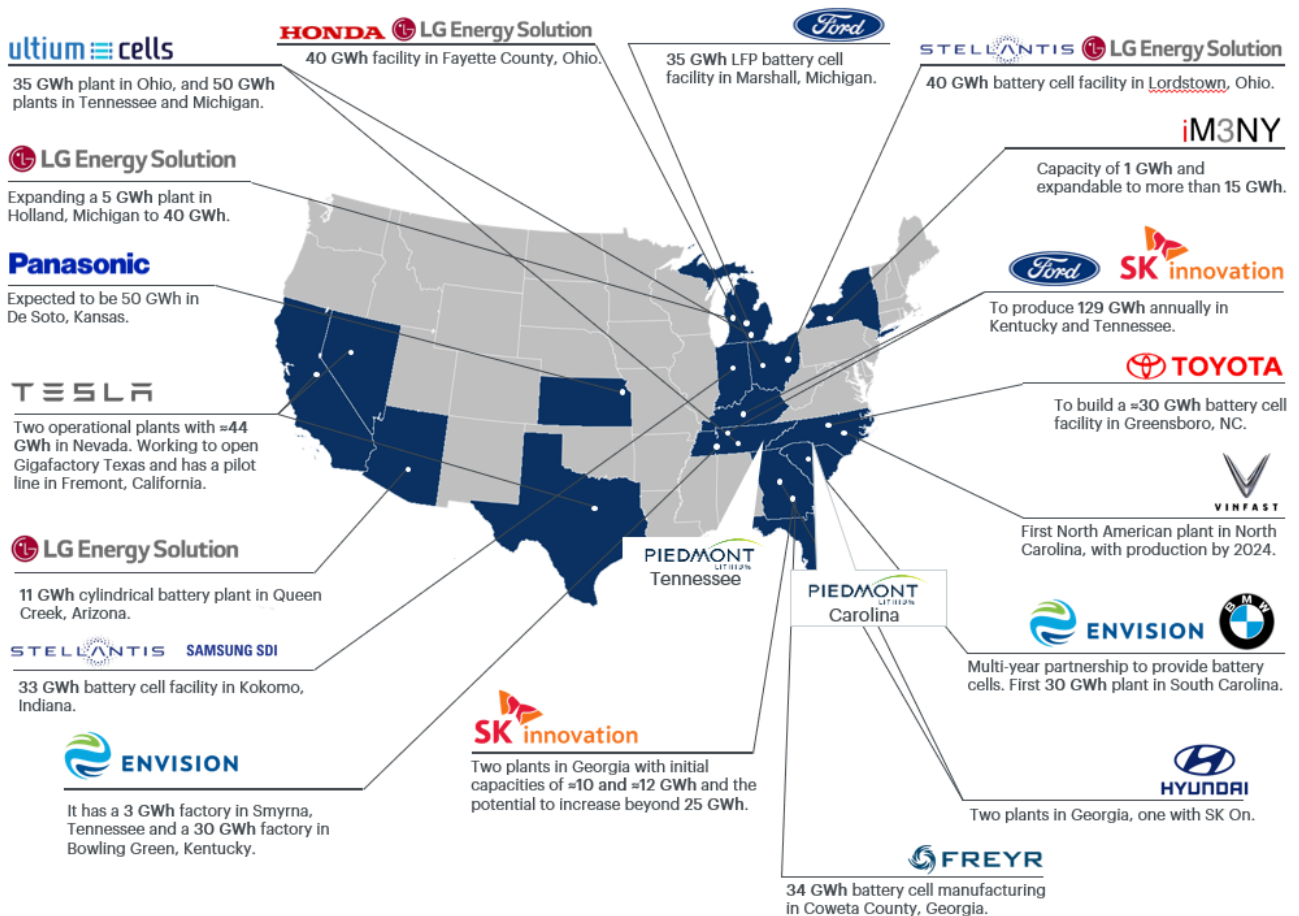 ultium cells
35 GWh plant in Ohio, and 50 GWh
plants in Tennessee and Michigan.
HONDA LG Energy Solution
40 GWh facility in Fayette County, Ohio.
Ford
35 GWh LFP battery cell
facility in Marshall, Michigan.
STELLANTIS LG Energy Solution
40 GWh battery cell facility in Lordstown, Ohio.
iM3NY
Capacity of 1 GWh and
expandable to more than 15 GWh.
LG Energy Solution
Expanding a 5 GWh plant in
Holland, Michigan to 40 GWh.
Panasonic
Expected to be 50 GWh in
De Soto, Kansas.
Ford SK innovation
To produce 129 GWh annually in
Kentucky and Tennessee.
TESLA
Two operational plants with ≈44
GWh in Nevada. Working to open
Gigafactory Texas and has a pilot
line in Fremont, California.
TOYOTA
To build a ≈30 GWh battery cell
facility in Greensboro, NC.
VINFAST
First North American plant in North
Carolina, with production by 2024.
LG Energy Solution
11 GWh cylindrical battery plant in Queen
Creek, Arizona.
PIEDMONT
LITHIUM
Tennessee
PIEDMONT
LITHIUM
Carolina
BMW
ENVISION
Multi-year partnership to provide battery
cells. First 30 GWh plant in South Carolina.
STELLANTIS SAMSUNG SDI
33 GWh battery cell facility in Kokomo,
Indiana.
SK innovation
Two plants in Georgia with initial
capacities of ≈10 and ≈12 GWh and the
potential to increase beyond 25 GWh.
ENVISION
It has a 3 GWh factory in Smyrna,
Tennessee and a 30 GWh factory in
Bowling Green, Kentucky.
HYUNDAI
Two plants in Georgia, one with SK On.
FREYR
34 GWh battery cell manufacturing
in Coweta County, Georgia.